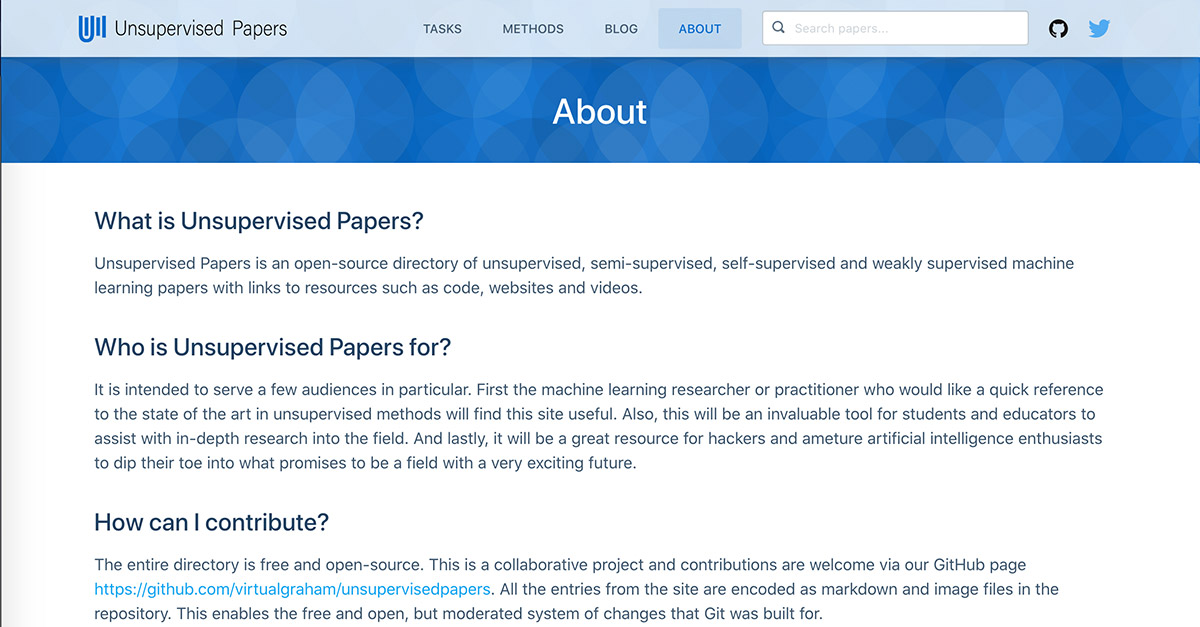 Unsupervised Papers
TASKS
METHODS
BLOG
ABOUT
Search papers...
About
What is Unsupervised Papers?
Unsupervised Papers is an open-source directory of unsupervised, semi-supervised, self-supervised and weakly supervised machine
learning papers with links to resources such as code, websites and videos.
Who is Unsupervised Papers for?
It is intended to serve a few audiences in particular. First the machine learning researcher or practitioner who would like a quick reference
to the state of the art in unsupervised methods will find this site useful. Also, this will be an invaluable tool for students and educators to
assist with in-depth research into the field. And lastly, it will be a great resource for hackers and ameture artificial intelligence enthusiasts
to dip their toe into what promises to be a field with a very exciting future.
How can I contribute?
The entire directory is free and open-source. This is a collaborative project and contributions are welcome via our GitHub page
https://github.com/virtualgraham/unsupervisedpapers. All the entries from the site are encoded as markdown and image files in the
repository. This enables the free and open, but moderated system of changes that Git was built for.